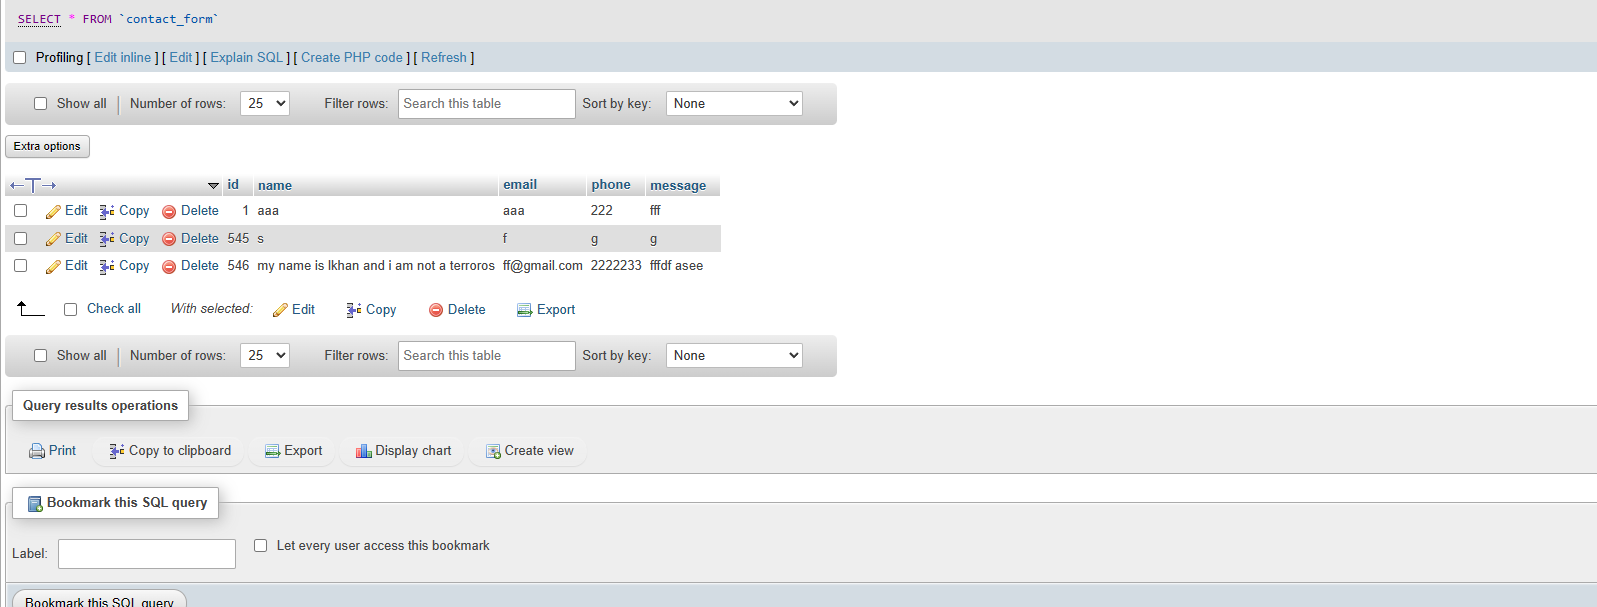 SELECT * FROM `contact_form`
Profiling [ Edit inline ] [ Edit ] [ Explain SQL ] [ Create PHP code ] [ Refresh ]
Show all | Number of rows: 25 Filter rows: Search this table Sort by key: None
Extra options
id name email phone message
Edit Copy Delete 1 aaa aaa 222 fff
Edit Copy Delete 545 s f g g
Edit Copy Delete 546 my name is lkhan and i am not a terroros ff@gmail.com 2222233 fffdf asee
Check all With selected: Edit Copy Delete Export
Show all | Number of rows: 25 Filter rows: Search this table Sort by key: None
Query results operations
Print Copy to clipboard Export Display chart Create view
Bookmark this SQL query
Label: Let every user access this bookmark
Bookmark this SQL query